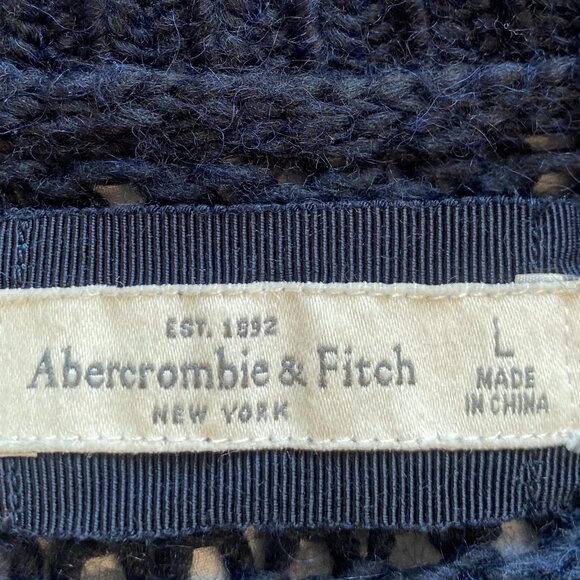 EST. 1892
Abercrombie & Fitch
NEW YORK
L
MADE
IN CHINA